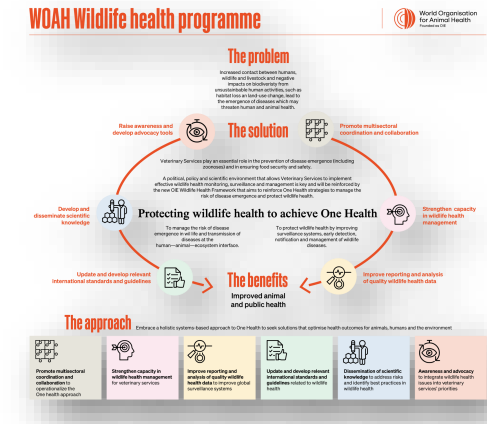 WOAH Wildlife health programme
World Organisation
for Animal Health
Founded as OIE
The problem
Increased contact between humans,
wildlife and livestock and negative
impacts on biodiversity from
unsustainable human activities, such as
habitat loss an land-use change, lead to
the emergence of diseases which may
threaten human and animal health.
Raise awareness and
develop advocacy tools
The solution
Promote multisectoral
coordination and collaboration
Veterinary Services play an essential role in the prevention of disease emergence (including
zoonoses) and in ensuring food security and safety.
A political, policy and scientific environment that allows Veterinary Services to implement
effective wildlife health monitoring, surveillance and management is key and will be reinforced by
the new OIE Wildlife Health Framework that aims to reinforce One Health strategies to manage the
risk of disease emergence and protect wildlife health.
Develop and
disseminate scientific
knowledge
Protecting wildlife health to achieve One Health
Strengthen capacity
in wildlife health
management
To manage the risk of disease
emergence in wildlife and transmission of
diseases at the
human—animal—ecosystem interface.
To protect wildlife health by improving
surveillance systems, early detection,
notification and management of wildlife
diseases.
Update and develop relevant
international standards and guidelines
The benefits
Improved animal
and public health
Improve reporting and analysis
of quality wildlife health data
The approach
Embrace a holistic systems-based approach to One Health to seek solutions that optimise health outcomes for animals, humans and the environment
Promote multisectoral
coordination and
collaboration to
operationalize the
One health approach
Strengthen capacity in
wildlife health management
for veterinary services
Improve reporting and
analysis of quality wildlife
health data to improve global
surveillance systems
Update and develop relevant
international standards and
guidelines related to wildlife
health
Dissemination of scientific
knowledge to address risks
and identify best practices in
wildlife health
Awareness and advocacy
to integrate wildlife health
issues into veterinary
services' priorities